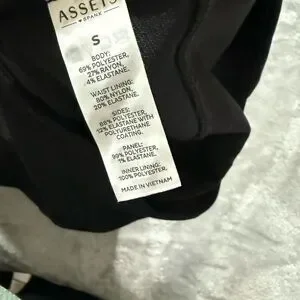 ASSETS
SPANX
S
BODY:
69% POLYESTER,
27% RAYON,
4% ELASTANE.
WAIST LINING:
80% NYLON,
20% ELASTANE.
SIDES:
88% POLYESTER,
12% ELASTANE WITH
POLYURETHANE
COATING.
PANEL:
99% POLYESTER,
1% ELASTANE.
INNER LINING:
100% POLYESTER.
MADE IN VIETNAM